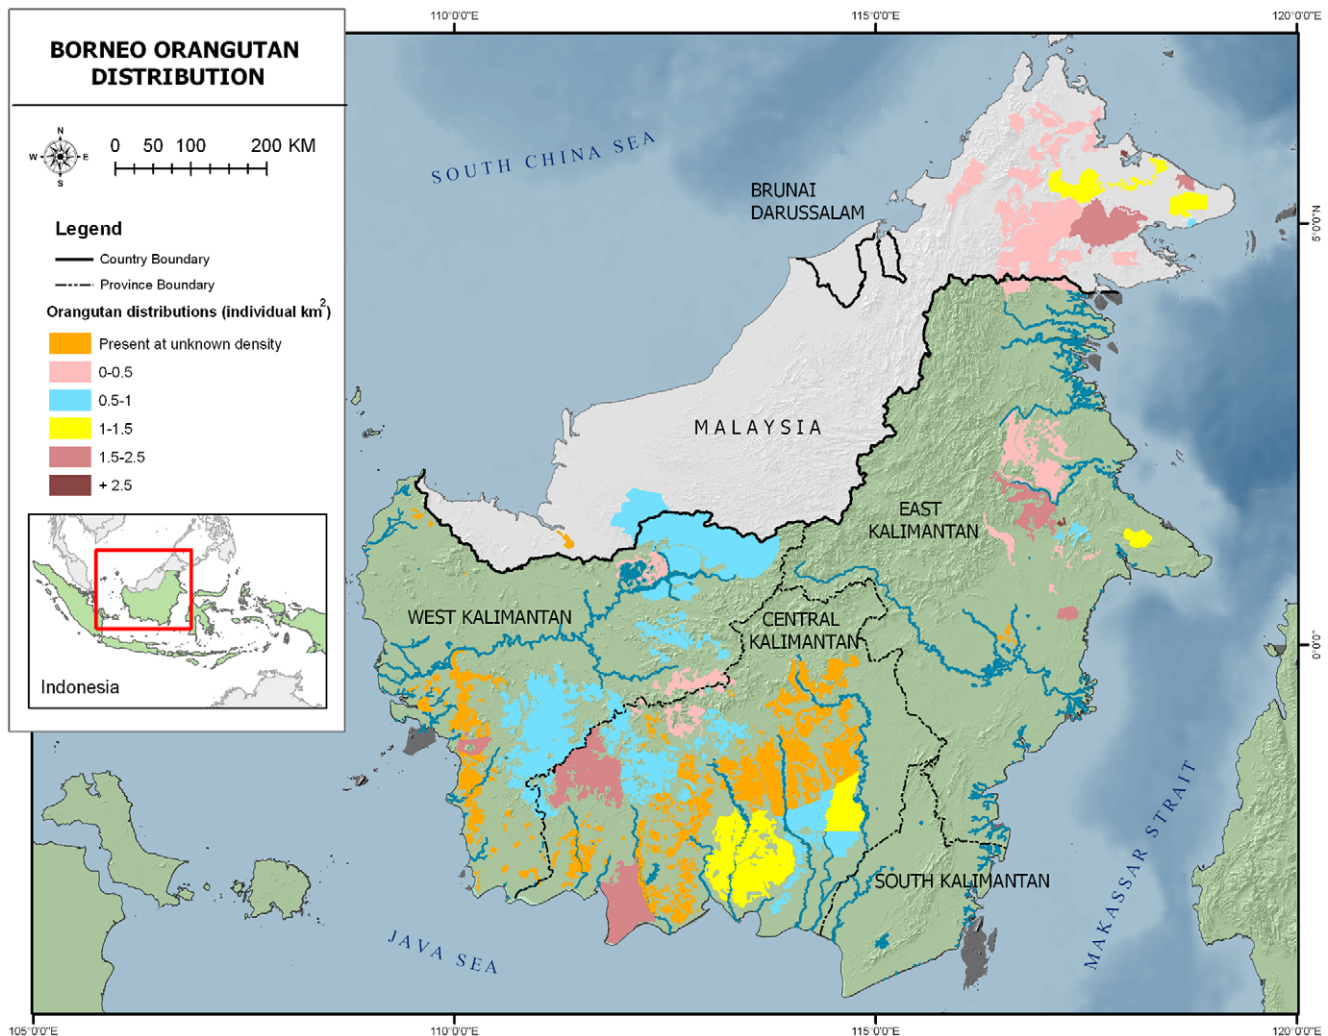 BORNEO ORANGUTAN
DISTRIBUTION
N
W
E
S
0 50 100 200 KM
Legend
Country Boundary
Province Boundary
Orangutan distributions (individual km²)
Present at unknown density
0-0.5
0.5-1
1-1.5
1.5-2.5
+ 2.5
Indonesia
110°0'0"E
115°0'0"E
120°0'0"E
SOUTH CHINA SEA
BRUNAI
DARUSSALAM
5°0'0"N
MALAYSIA
EAST
KALIMANTAN
WEST KALIMANTAN
CENTRAL
KALIMANTAN
0°0'0"
SOUTH KALIMANTAN
MAKASSAR STRAIT
JAVA SEA
105°0'0"E
110°0'0"E
115°0'0"E
120°0'0"E